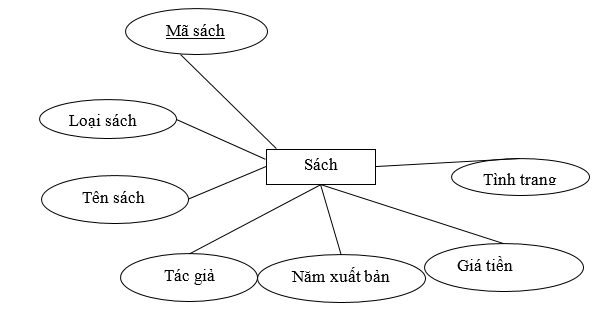 Mã sách
Loại sách
Sách
Tình trang
Tên sách
Tác giả
Năm xuất bản
Giá tiền